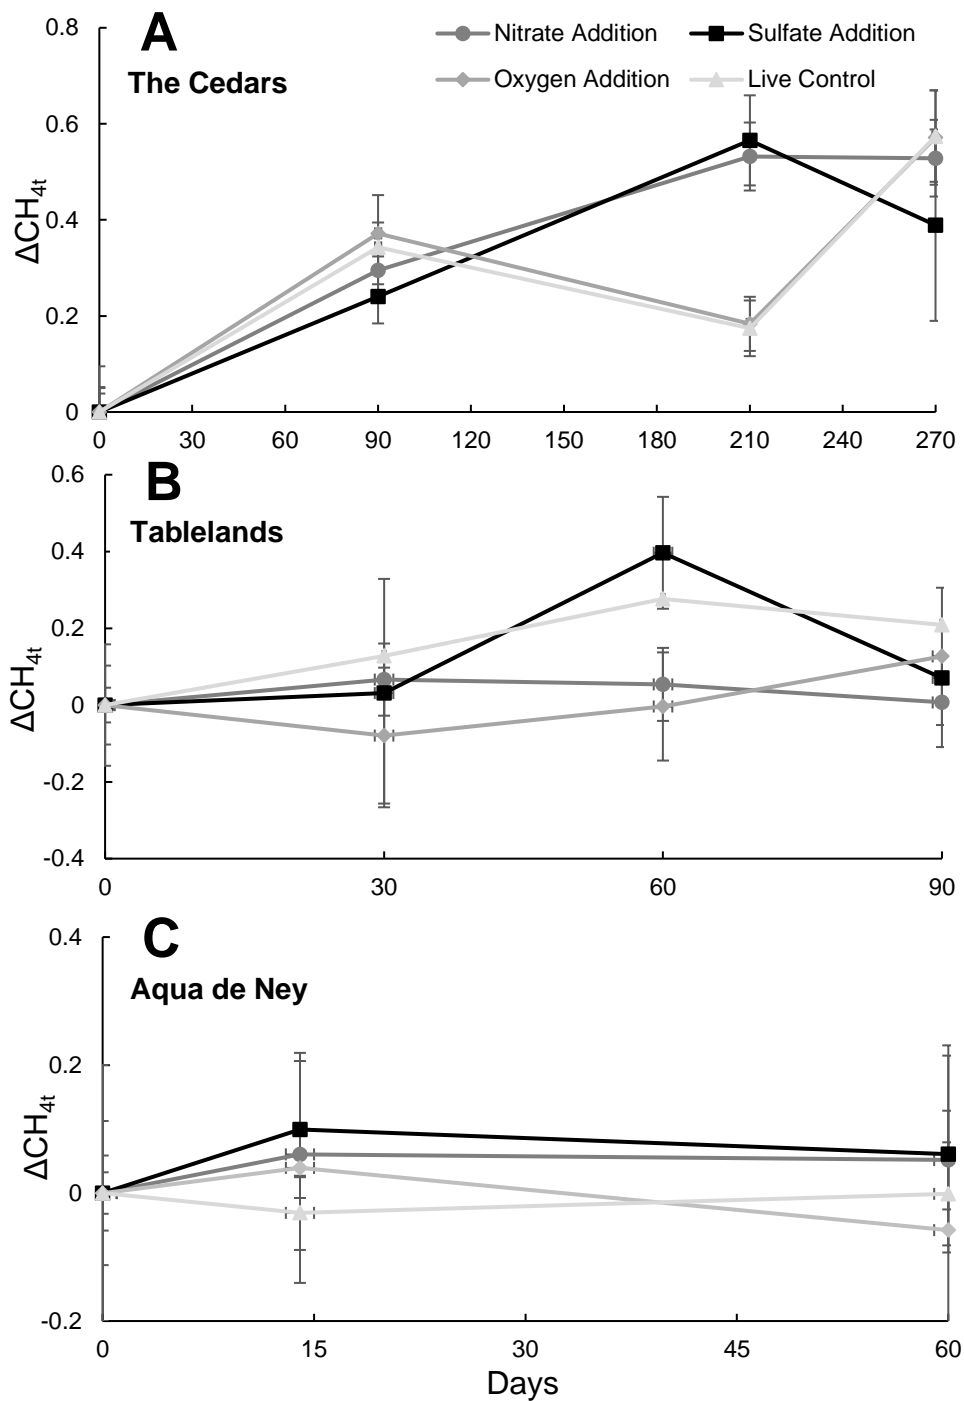 A
The Cedars
Nitrate Addition
Sulfate Addition
Oxygen Addition
Live Control
ΔCH4t
0.8
0.6
0.4
0.2
0
0 30 60 90 120 150 180 210 240 270
B
Tablelands
ΔCH4t
0.6
0.4
0.2
0
-0.2
-0.4
0 30 60 90
C
Aqua de Ney
ΔCH4t
0.4
0.2
0
-0.2
0 15 30 45 60
Days